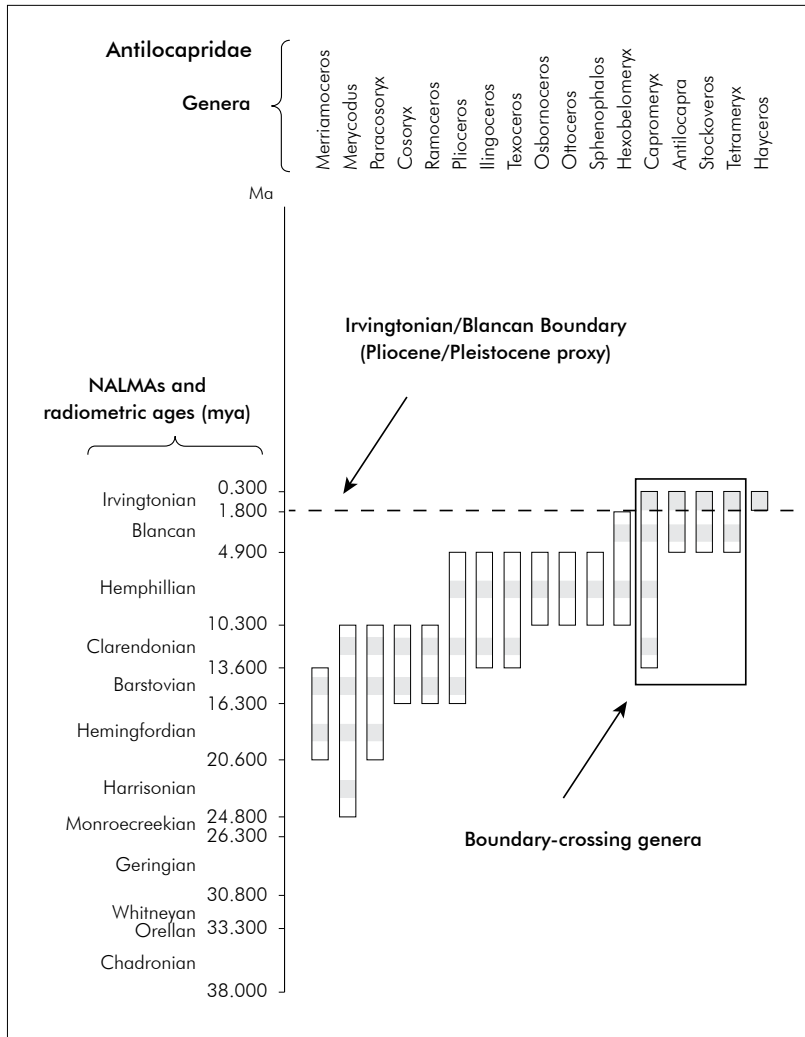 Antilocapridae
Genera
Merriamoceros
Merycodus
Paracosoryx
Cosoryx
Ramoceros
Plioceros
Ilingoceros
Texoceros
Osbornoceros
Ottoceros
Sphenophalos
Hexobelomeryx
Capromeryx
Antilocapra
Stockoveros
Tetrameryx
Hayceros
Ma
Irvingtonian/Blancan Boundary
(Pliocene/Pleistocene proxy)
NALMAs and
radiometric ages (mya)
0.300
Irvingtonian
1.800
Blancan
4.900
Hemphillian
10.300
Clarendonian
13.600
Barstovian
16.300
Hemingfordian
20.600
Harrisonian
24.800
Monroecreekian
26.300
Boundary-crossing genera
Geringian
30.800
Whitneyan
Orellan
33.300
Chadronian
38.000